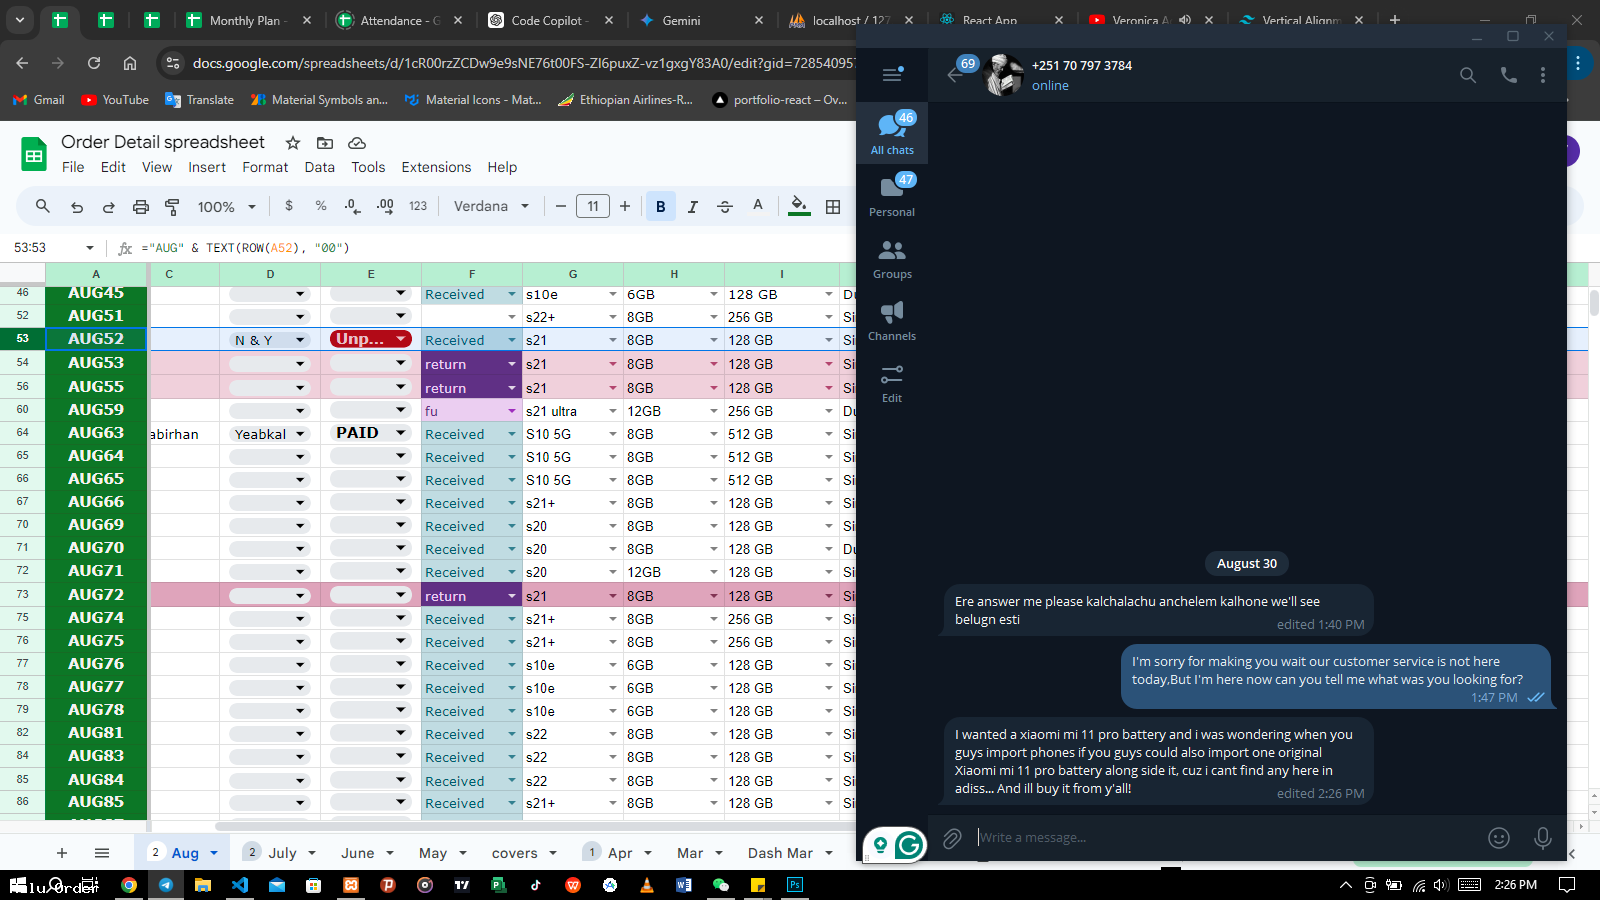 Monthly Plan -
Attendance - G
Code Copilot -
Gemini
localhost / 127
React App
Veronica A
Vertical Alignm
docs.google.com/spreadsheets/d/1cR00rzZCDw9e9sNE76t00FS-ZI6puxZ-vz1gxgY83A0/edit?gid=728540957
Gmail
YouTube
Translate
Material Symbols an...
Material Icons - Mat...
Ethiopian Airlines-R...
portfolio-react – Ov...
Order Detail spreadsheet
File Edit View Insert Format Data Tools Extensions Help
100% $ % .0 .00 123 Verdana 11 B I S A
53:53 fx ="AUG" & TEXT(ROW(A52), "00")
A C D E F G H I
46 AUG45 Received s10e 6GB 128 GB Du
52 AUG51 s22+ 8GB 256 GB Si
53 AUG52 N & Y Unp... Received s21 8GB 128 GB Si
54 AUG53 return s21 8GB 128 GB Si
56 AUG55 return s21 8GB 128 GB Si
60 AUG59 fu s21 ultra 12GB 256 GB Du
64 AUG63 abirhan Yeabkal PAID Received S10 5G 8GB 512 GB Si
65 AUG64 Received S10 5G 8GB 512 GB Si
66 AUG65 Received S10 5G 8GB 512 GB Si
67 AUG66 Received s21+ 8GB 128 GB Si
70 AUG69 Received s20 8GB 128 GB Si
71 AUG70 Received s20 8GB 128 GB Du
72 AUG71 Received s20 12GB 128 GB Si
73 AUG72 return s21 8GB 128 GB Si
75 AUG74 Received s21+ 8GB 256 GB Si
76 AUG75 Received s21+ 8GB 256 GB Si
77 AUG76 Received s10e 6GB 128 GB Si
78 AUG77 Received s10e 6GB 128 GB Si
79 AUG78 Received s10e 6GB 128 GB Si
82 AUG81 Received s22 8GB 128 GB Si
84 AUG83 Received s22 8GB 128 GB Si
85 AUG84 Received s22 8GB 128 GB Si
86 AUG85 Received s21+ 8GB 128 GB Si
2 Aug 2 July June May covers 1 Apr Mar Dash Mar
69
+251 70 797 3784
online
46
All chats
47
Personal
Groups
Channels
Edit
August 30
Ere answer me please kalchalachu anchelem kalhone we'll see
belugn esti
edited 1:40 PM
I'm sorry for making you wait our customer service is not here
today,But I'm here now can you tell me what was you looking for?
1:47 PM
I wanted a xiaomi mi 11 pro battery and i was wondering when you
guys import phones if you guys could also import one original
Xiaomi mi 11 pro battery along side it, cuz i cant find any here in
adiss... And ill buy it from y'all!
edited 2:26 PM
Write a message...
2:26 PM